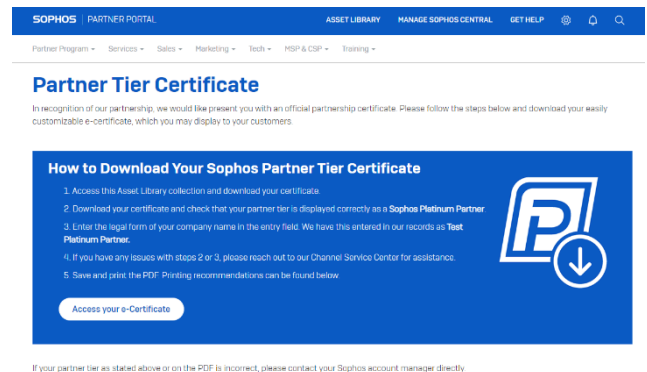 SOPHOS | PARTNER PORTAL ASSET LIBRARY MANAGE SOPHOS CENTRAL GET HELP
Partner Program Services Sales Marketing Tech MSP & CSP Training
Partner Tier Certificate
In recognition of our partnership, we would like present you with an official partnership certificate. Please follow the steps below and download your easily
customizable e-certificate, which you may display to your customers.
How to Download Your Sophos Partner Tier Certificate
1. Access this Asset Library collection and download your certificate.
2. Download your certificate and check that your partner tier is displayed correctly as a Sophos Platinum Partner.
3. Enter the legal form of your company name in the entry field. We have this entered in our records as Test
Platinum Partner.
4. If you have any issues with steps 2 or 3, please reach out to our Channel Service Center for assistance.
5. Save and print the PDF. Printing recommendations can be found below.
Access your e-Certificate
If your partner tier as stated above or on the PDF is incorrect, please contact your Sophos account manager directly.